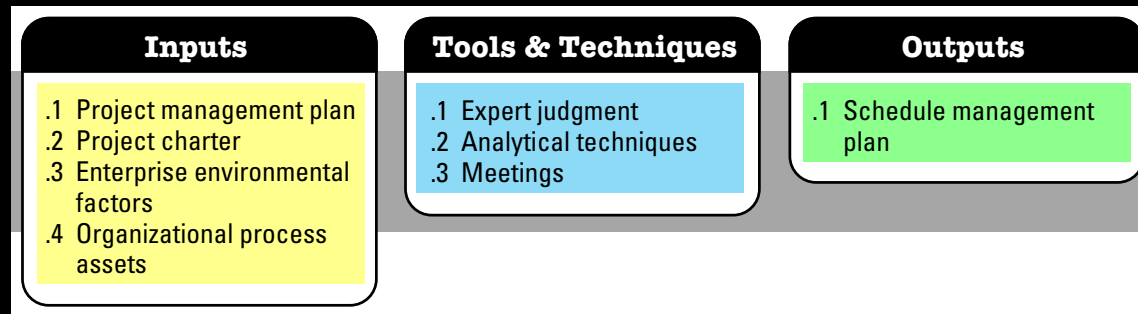 Inputs
.1 Project management plan
.2 Project charter
.3 Enterprise environmental
factors
.4 Organizational process
assets
Tools & Techniques
.1 Expert judgment
.2 Analytical techniques
.3 Meetings
Outputs
.1 Schedule management
plan